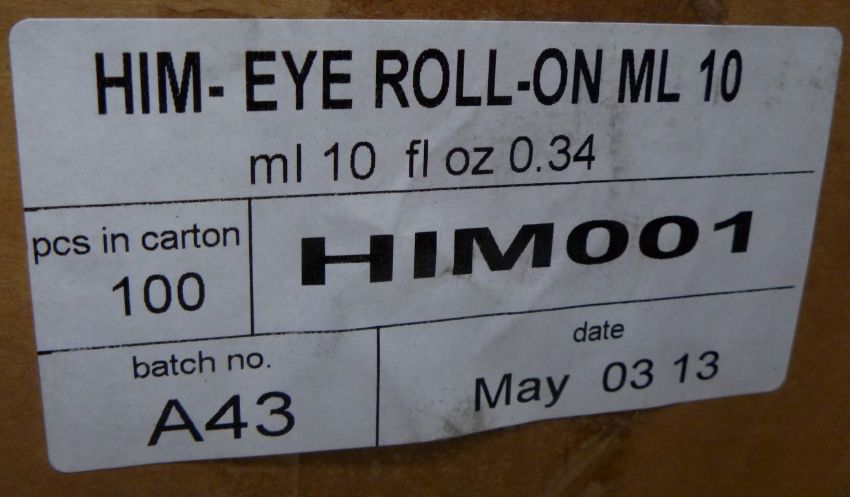 HIM- EYE ROLL-ON ML 10
ml 10 fl oz 0.34
pcs in carton
100
HIM001
batch no.
A43
date
May 03 13